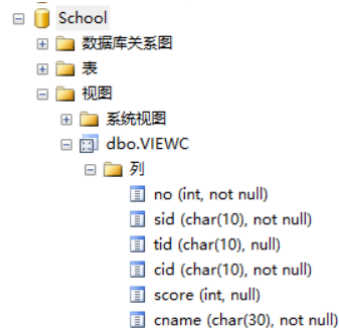 School
数据库关系图
表
视图
系统视图
dbo.VIEWC
列
no (int, not null)
sid (char(10), not null)
tid (char(10), null)
cid (char(10), not null)
score (int, null)
cname (char(30), not null)